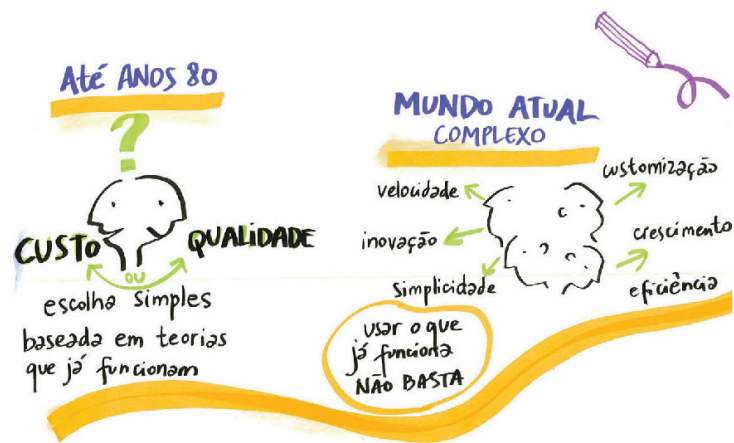 Até ANOS 80
?
CUSTO
OU
QUALIDADE
escolha simples
baseada em teorias
que já funcionam
MUNDO ATUAL
COMPLEXO
velocidade
customização
inovação
crescimento
simplicidade
eficiência
usar o que
já funciona
NÃO BASTA